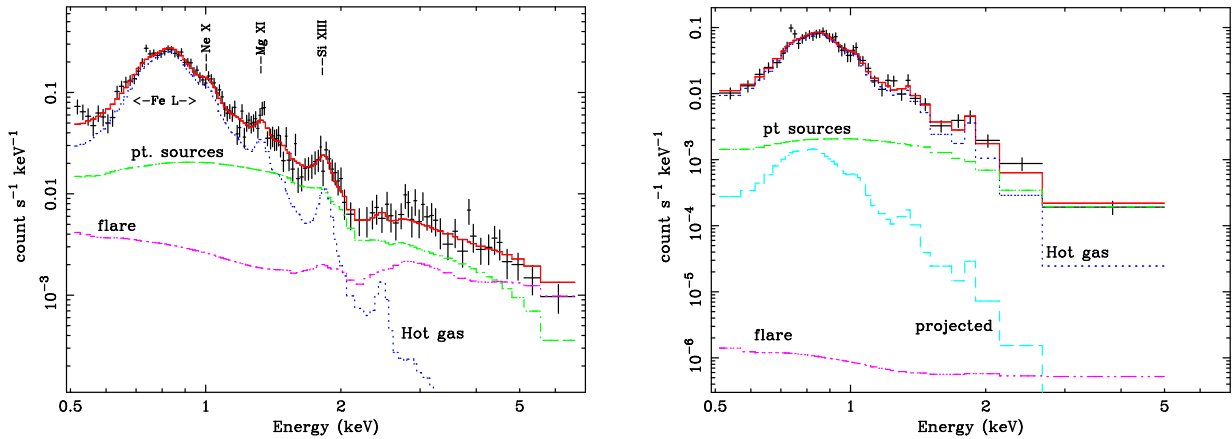 Ne X
Mg XI
Si XIII
<−Fe L−>
pt. sources
flare
Hot gas
count s⁻¹ keV⁻¹
0.1
0.01
10⁻³
0.5 1 2 5
Energy (keV)
pt sources
Hot gas
projected
flare
count s⁻¹ keV⁻¹
0.1
0.01
10⁻³
10⁻⁴
10⁻⁵
10⁻⁶
0.5 1 2 5
Energy (keV)